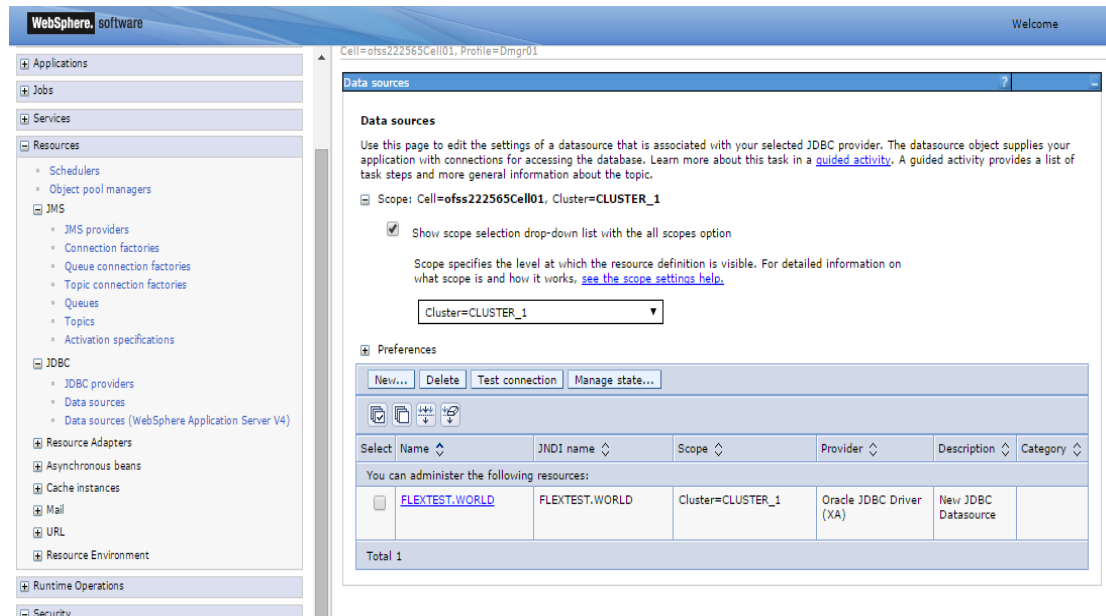 WebSphere. software
Welcome
Applications
Jobs
Services
Resources
Schedulers
Object pool managers
JMS
JMS providers
Connection factories
Queue connection factories
Topic connection factories
Queues
Topics
Activation specifications
JDBC
JDBC providers
Data sources
Data sources (WebSphere Application Server V4)
Resource Adapters
Asynchronous beans
Cache instances
Mail
URL
Resource Environment
Runtime Operations
Security
Cell=ofss222565Cell01, Profile=Dmgr01
Data sources
?
Data sources
Use this page to edit the settings of a datasource that is associated with your selected JDBC provider. The datasource object supplies your
application with connections for accessing the database. Learn more about this task in a guided activity. A guided activity provides a list of
task steps and more general information about the topic.
Scope: Cell=ofss222565Cell01, Cluster=CLUSTER_1
Show scope selection drop-down list with the all scopes option
Scope specifies the level at which the resource definition is visible. For detailed information on
what scope is and how it works, see the scope settings help.
Cluster=CLUSTER_1
Preferences
New... Delete Test connection Manage state...
Select Name JNDI name Scope Provider Description Category
You can administer the following resources:
FLEXTEST.WORLD FLEXTEST.WORLD Cluster=CLUSTER_1 Oracle JDBC Driver New JDBC
(XA) Datasource
Total 1